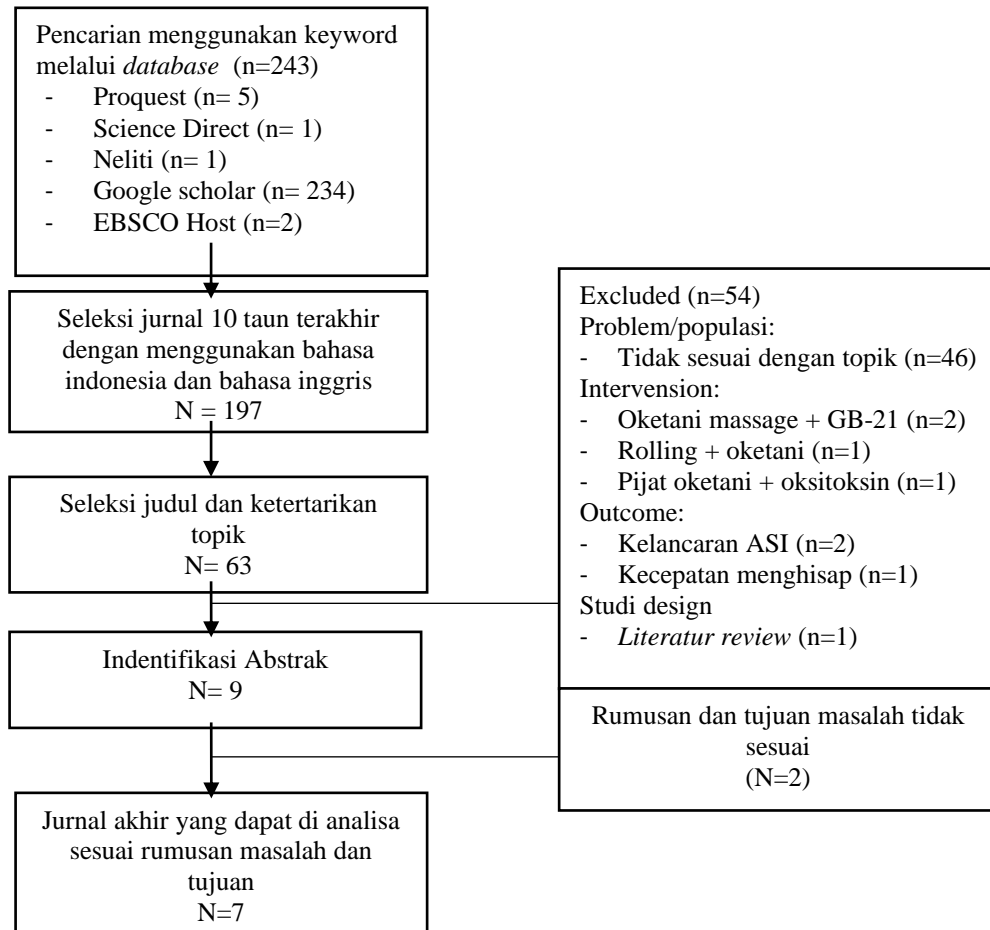 Pencarian menggunakan keyword
melalui database (n=243)
- Proquest (n= 5)
- Science Direct (n= 1)
- Neliti (n= 1)
- Google scholar (n= 234)
- EBSCO Host (n=2)
Seleksi jurnal 10 taun terakhir
dengan menggunakan bahasa
indonesia dan bahasa inggris
N = 197
Seleksi judul dan ketertarikan
topik
N= 63
Excluded (n=54)
Problem/populasi:
- Tidak sesuai dengan topik (n=46)
Intervension:
- Oketani massage + GB-21 (n=2)
- Rolling + oketani (n=1)
- Pijat oketani + oksitoksin (n=1)
Outcome:
- Kelancaran ASI (n=2)
- Kecepatan menghisap (n=1)
Studi design
- Literatur review (n=1)
Indentifikasi Abstrak
N= 9
Rumusan dan tujuan masalah tidak
sesuai
(N=2)
Jurnal akhir yang dapat di analisa
sesuai rumusan masalah dan
tujuan
N=7